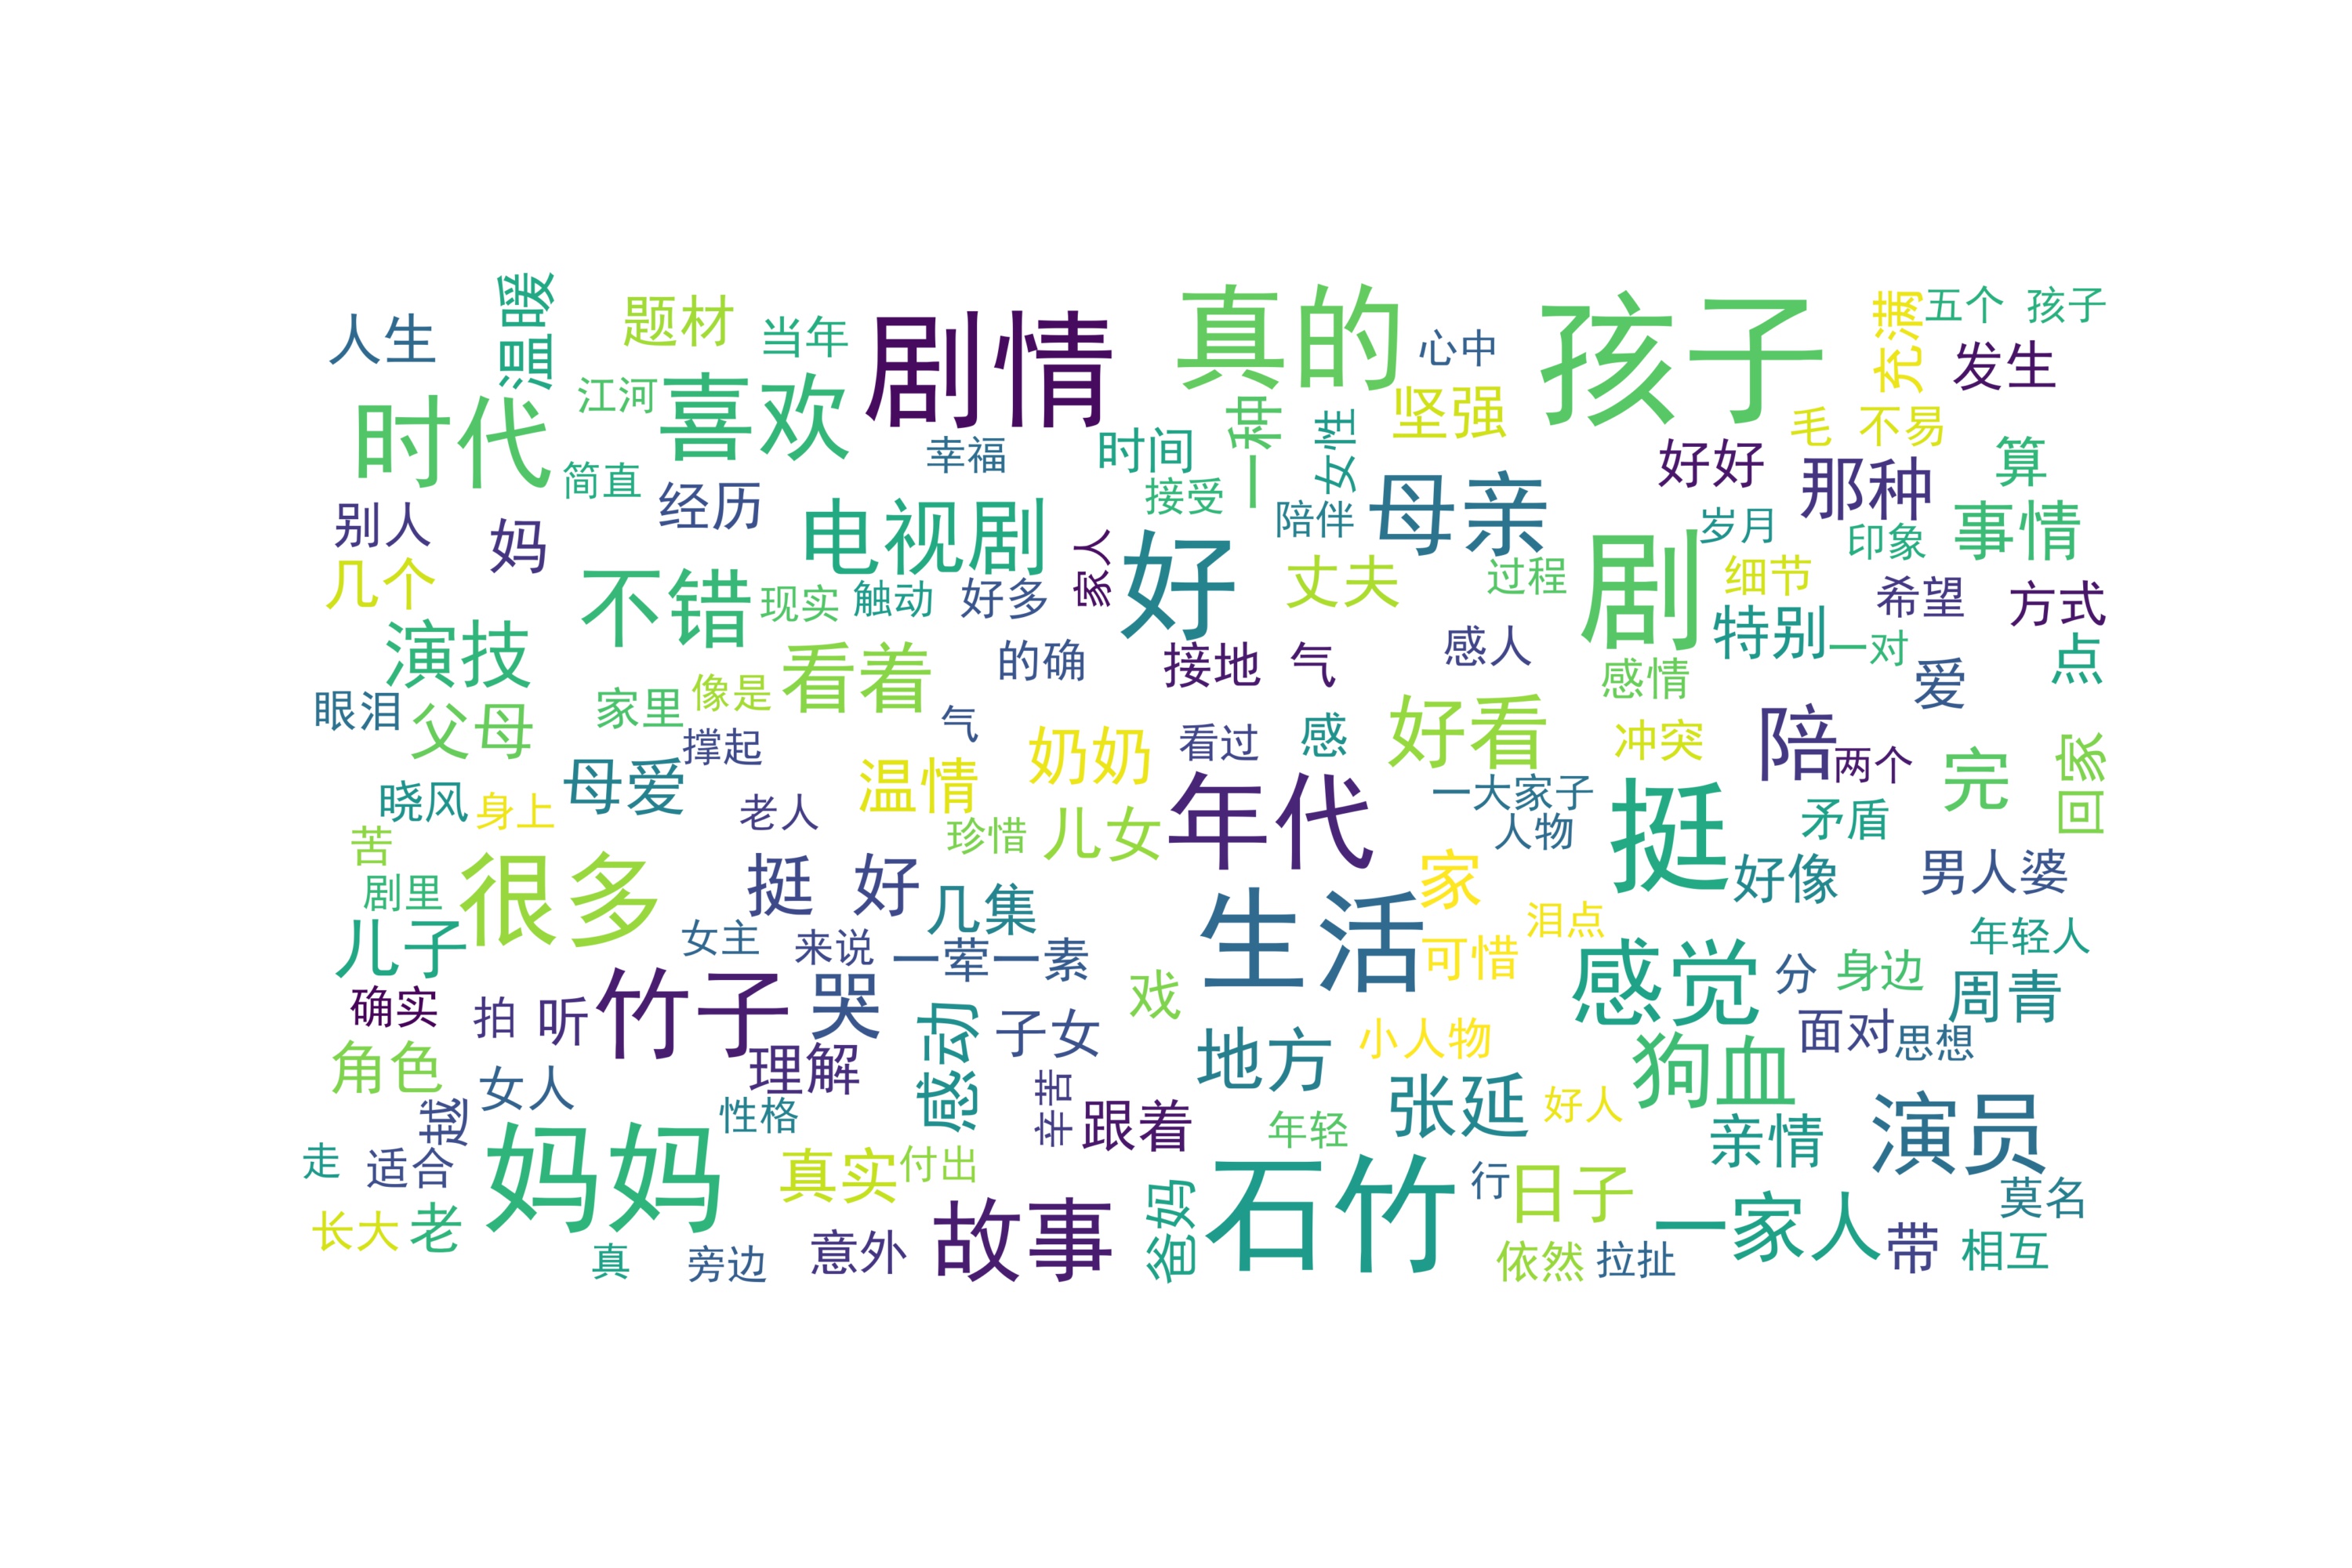 人生
温暖
题材
当年
剧情
真的
心中
孩子
充满
五个 孩子
发生
时代
江河
喜欢
幸福
时间
一辈
女性
坚强
毛 不易
好好
那种
算
简直
经历
接受
陪伴
母亲
岁月
印象
事情
别人
妈
电视剧
家人
好
丈夫
过程
剧
细节
希望
方式
几个
不错
现实
触动
好多
演技
看着
的确
接地 气
感人
感情
特别
一对
爱
点
眼泪
父母
家里
像是
撑起
气
奶奶
看过
感
好看
冲突
陪
两个
完
回家
晓风
身上
母爱
老人
温情
珍惜
儿女
年代
一大家子
人物
挺
矛盾
苦
剧里
很多
挺 好
几集
家
好像
男人婆
儿子
女主
来说
一荤一素
生活
可惜
泪点
感觉
分
身边
年轻人
周青
确实
拍
听
竹子
哭
感动
子女
戏
地方
小人物
狗血
面对
思想
角色
女人
理解
性格
跟着
年轻
张延
好人
亲情
演员
走
适合
妈妈
真实
付出
石竹
行
日子
一家人
莫名
长大
老
真
旁边
意外
故事
爸妈
依然
拉扯
带
相互